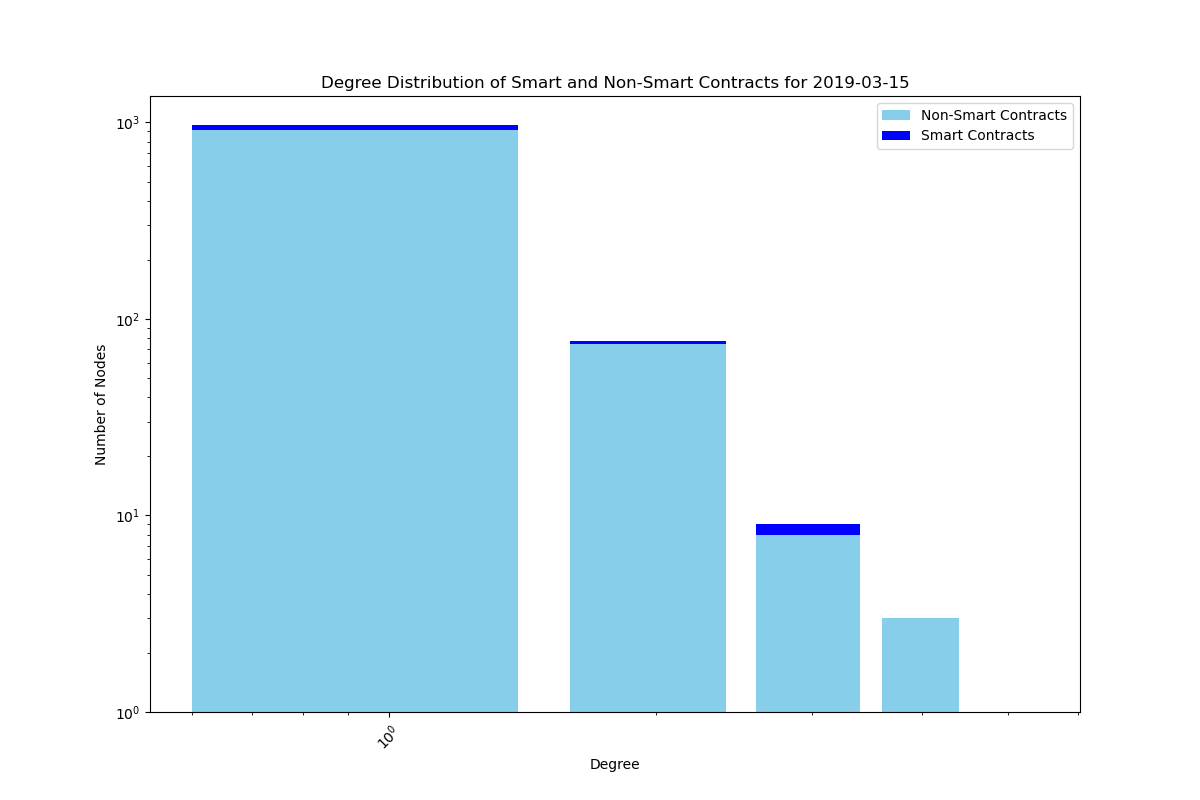 Degree Distribution of Smart and Non-Smart Contracts for 2019-03-15
Non-Smart Contracts
Smart Contracts
Number of Nodes
10³
10²
10¹
10⁰
10⁰
Degree